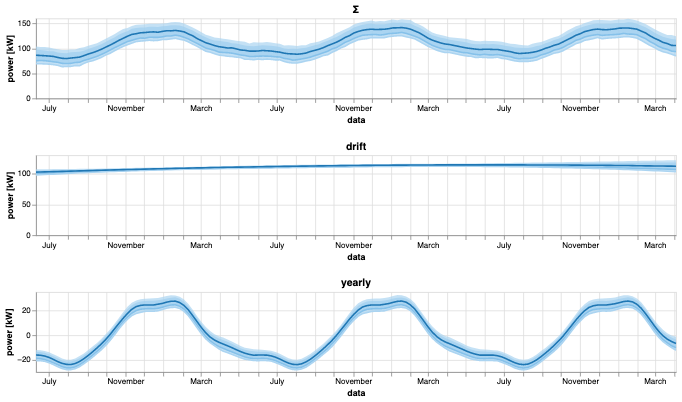 Σ
power [kW]
150
100
50
0
July November March July November March July November March
data
drift
power [kW]
100
50
0
July November March July November March July November March
data
yearly
power [kW]
20
0
−20
July November March July November March July November March
data